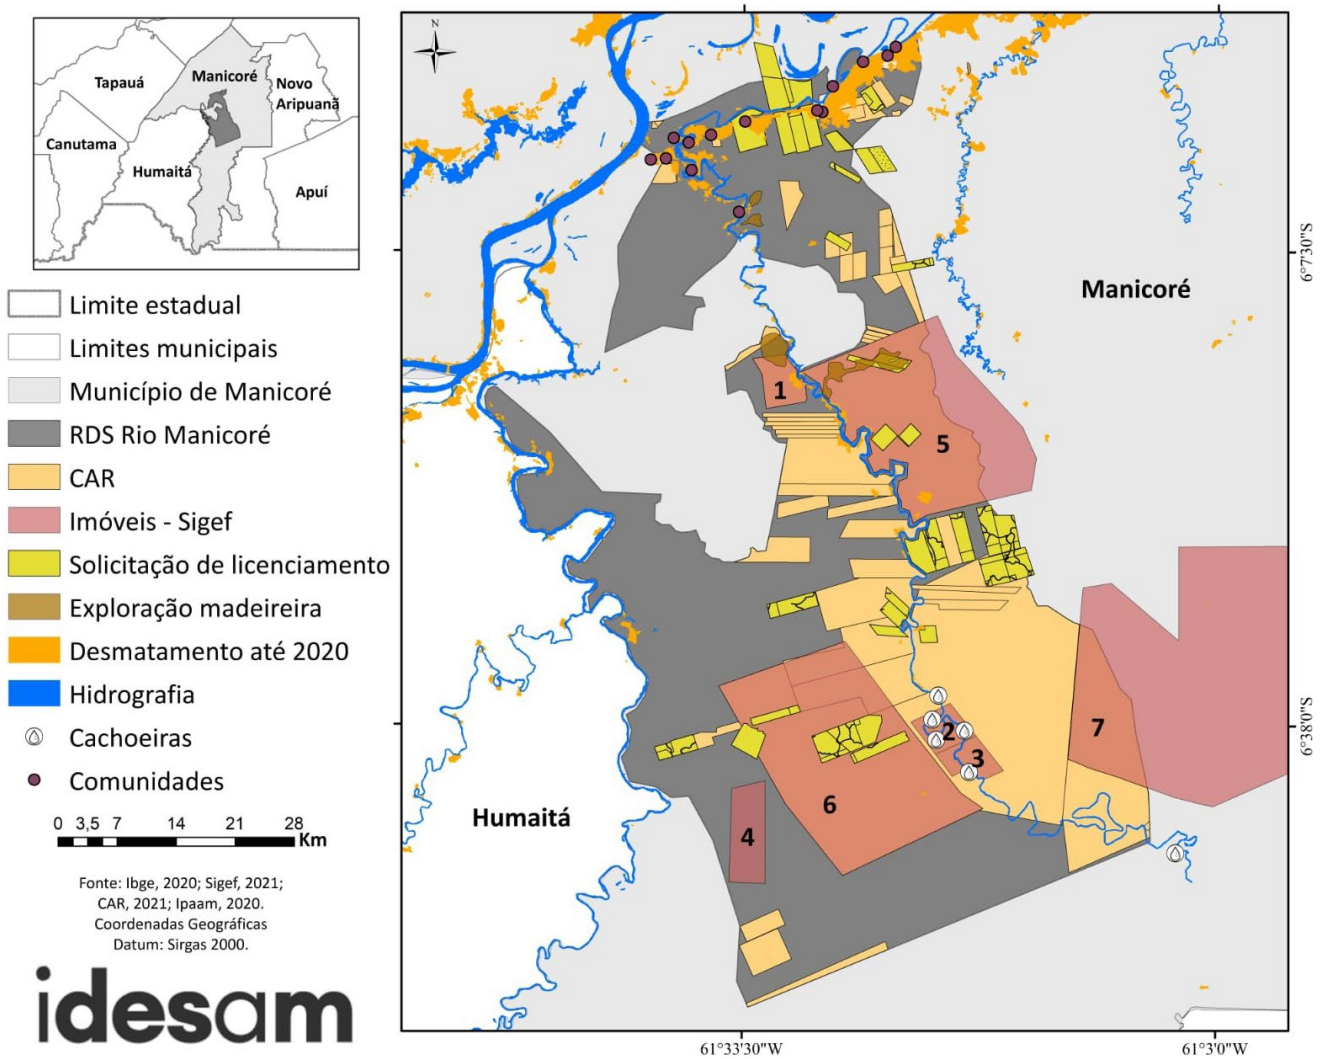 Tapauá
Manicoré
Novo
Aripuanã
Canutama
Humaitá
Apuí
Limite estadual
Limites municipais
Município de Manicoré
RDS Rio Manicoré
CAR
Imóveis - Sigef
Solicitação de licenciamento
Exploração madeireira
Desmatamento até 2020
Hidrografia
Cachoeiras
Comunidades
0 3,5 7 14 21 28
Km
Fonte: Ibge, 2020; Sigef, 2021;
CAR, 2021; Ipaam, 2020.
Coordenadas Geográficas
Datum: Sirgas 2000.
idesam
N
Manicoré
6°7'30"S
1
5
2
7
3
6°38'0"S
6
4
Humaitá
61°33'30"W
61°3'0"W